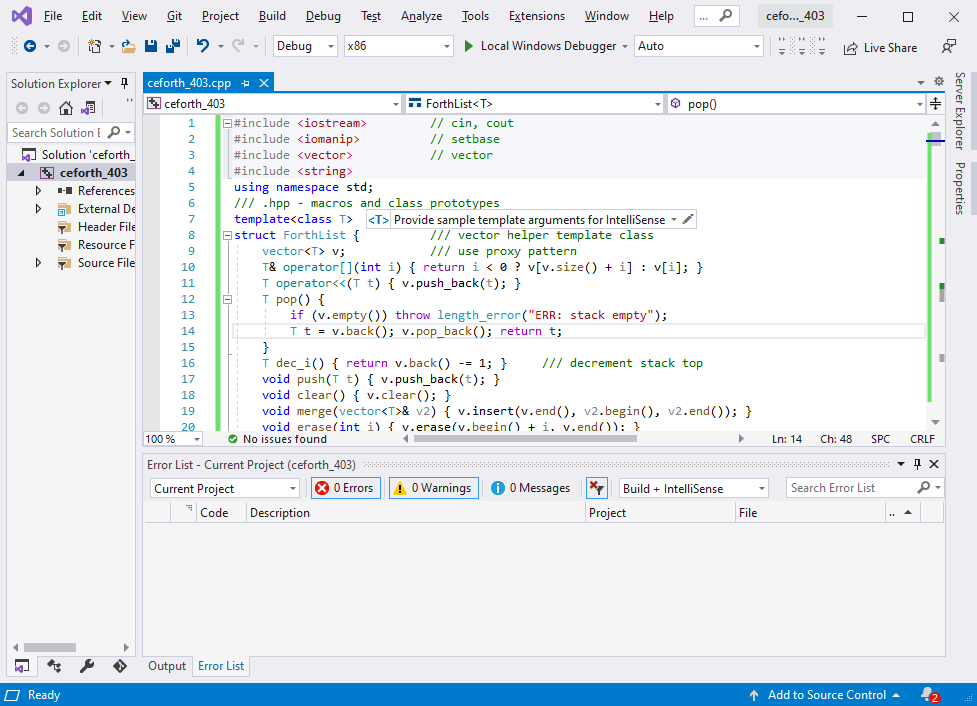 File Edit View Git Project Build Debug Test Analyze Tools Extensions Window Help ... cefo..._403
Debug x86 Local Windows Debugger Auto Live Share
Solution Explorer
Search Solution E
Solution 'ceforth_
ceforth_403
References
External De
Header File
Resource F
Source File
ceforth_403.cpp
ceforth_403 ForthList<T> pop()
1 #include <iostream> // cin, cout
2 #include <iomanip> // setbase
3 #include <vector> // vector
4 #include <string>
5 using namespace std;
6 /// .hpp - macros and class prototypes
7 template<class T> <T> Provide sample template arguments for IntelliSense
8 struct ForthList { /// vector helper template class
9 vector<T> v; /// use proxy pattern
10 T& operator[](int i) { return i < 0 ? v[v.size() + i] : v[i]; }
11 T operator<<(T t) { v.push_back(t); }
12 T pop() {
13 if (v.empty()) throw length_error("ERR: stack empty");
14 T t = v.back(); v.pop_back(); return t;
15 }
16 T dec_i() { return v.back() -= 1; } /// decrement stack top
17 void push(T t) { v.push_back(t); }
18 void clear() { v.clear(); }
19 void merge(vector<T>& v2) { v.insert(v.end(), v2.begin(), v2.end()); }
20 void erase(int i) { v.erase(v.begin() + i, v.end()); }
100 % No issues found Ln: 14 Ch: 48 SPC CRLF
Server Explorer
Properties
Error List - Current Project (ceforth_403)
Current Project 0 Errors 0 Warnings 0 Messages Build + IntelliSense Search Error List
Code Description Project File ..
Output Error List
Ready Add to Source Control 2